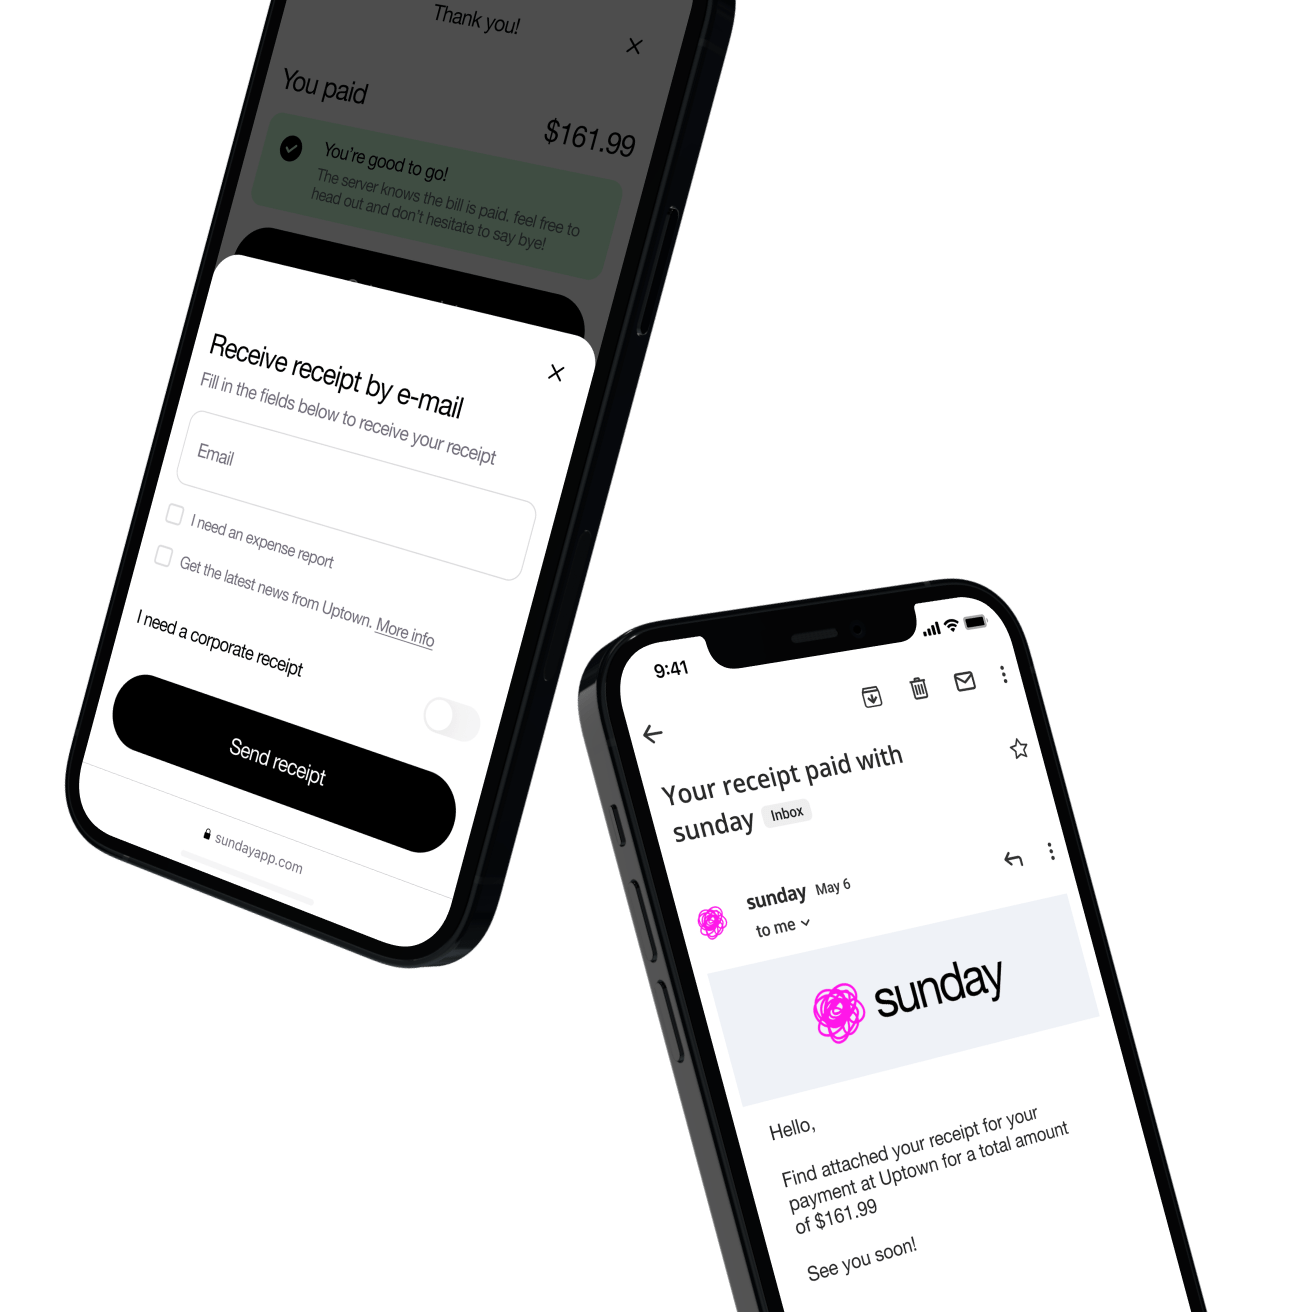 Thank you!
You paid
$161.99
You're good to go!
The server knows the bill is paid. feel free to
head out and don't hesitate to say bye!
Receive receipt by e-mail
Fill in the fields below to receive your receipt
Email
I need an expense report
Get the latest news from Uptown. More info
I need a corporate receipt
Send receipt
sundayapp.com
9:41
Your receipt paid with
sunday Inbox
sunday May 6
to me
sunday
Hello,
Find attached your receipt for your
payment at Uptown for a total amount
of $161.99
See you soon!